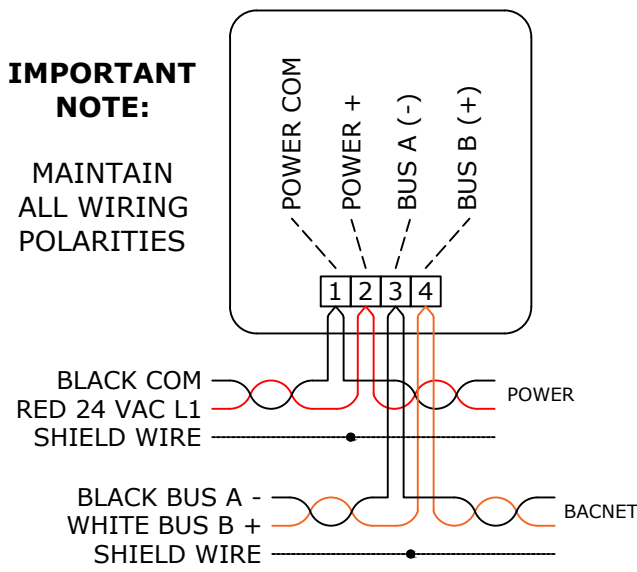 IMPORTANT
NOTE:
MAINTAIN
ALL WIRING
POLARITIES
POWER COM
POWER +
BUS A (-)
BUS B (+)
1 2 3 4
BLACK COM
RED 24 VAC L1
SHIELD WIRE
POWER
BLACK BUS A -
WHITE BUS B +
SHIELD WIRE
BACNET